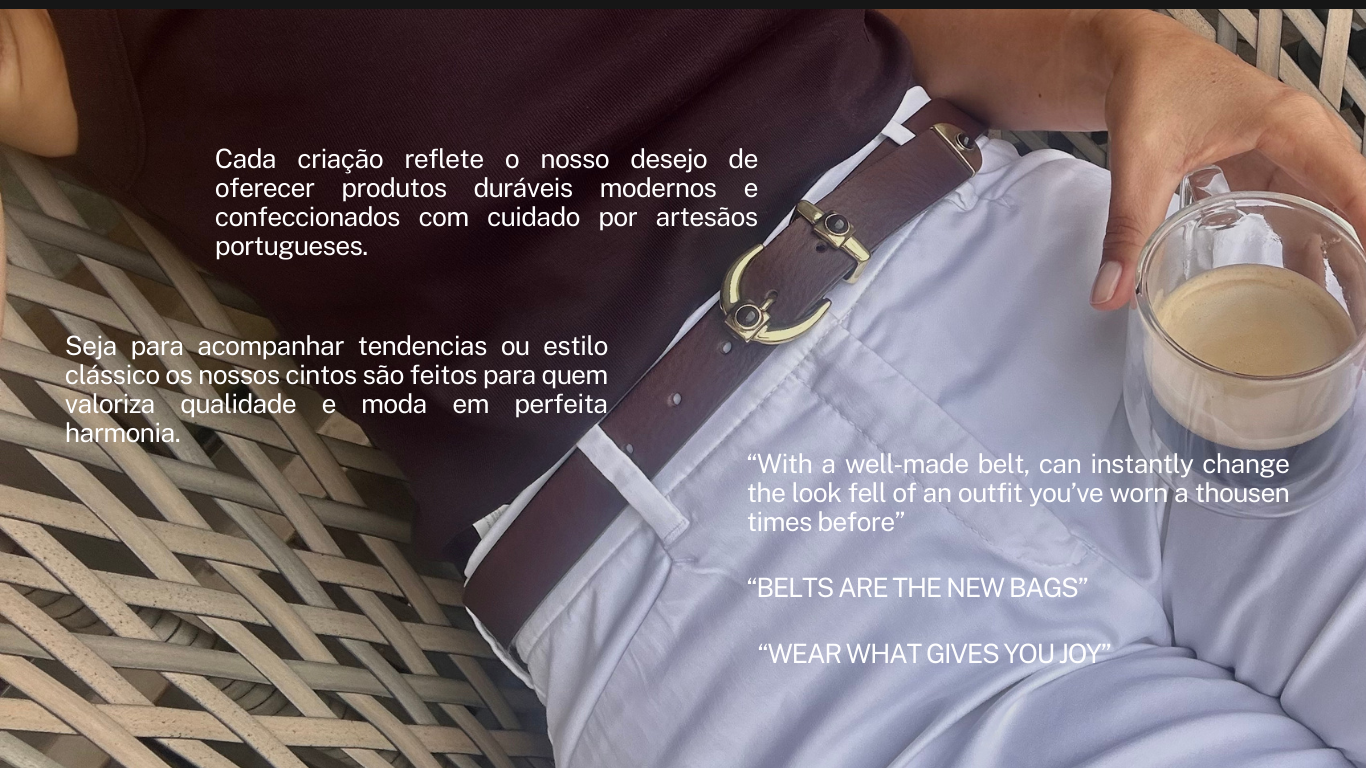 Cada criação reflete o nosso desejo de
oferecer produtos duráveis modernos e
confeccionados com cuidado por artesãos
portugueses.
Seja para acompanhar tendencias ou estilo
clássico os nossos cintos são feitos para quem
valoriza qualidade e moda em perfeita
harmonia.
“With a well-made belt, can instantly change
the look fell of an outfit you’ve worn a thousen
times before”
“BELTS ARE THE NEW BAGS”
“WEAR WHAT GIVES YOU JOY”